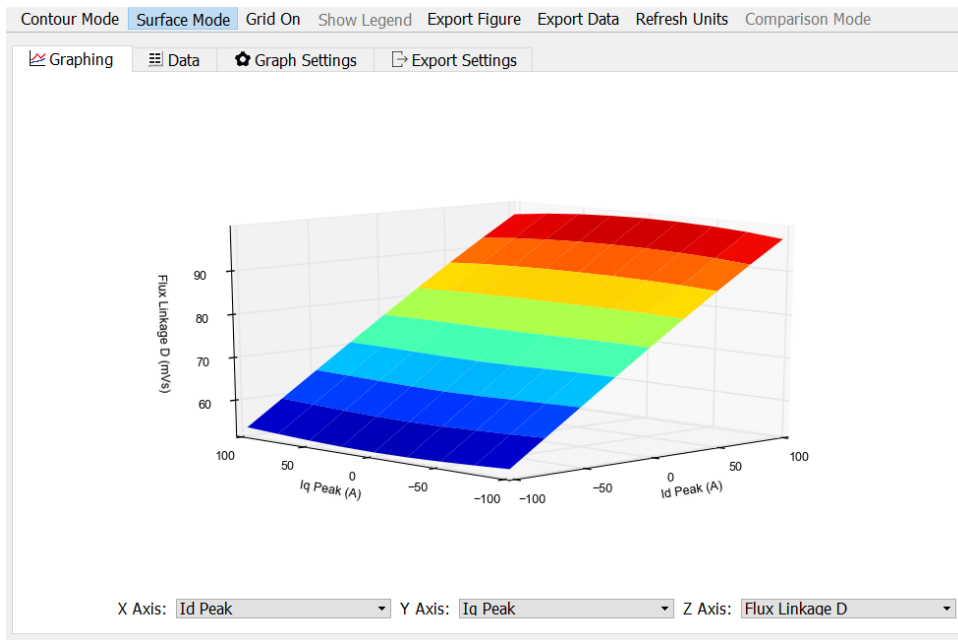 Contour Mode Surface Mode Grid On Show Legend Export Figure Export Data Refresh Units Comparison Mode
Graphing Data Graph Settings Export Settings
90
80
70
60
Flux Linkage D (mVs)
100 50 0 −50 −100
Iq Peak (A)
−100 −50 0 50 100
Id Peak (A)
X Axis: Id Peak Y Axis: Iq Peak Z Axis: Flux Linkage D